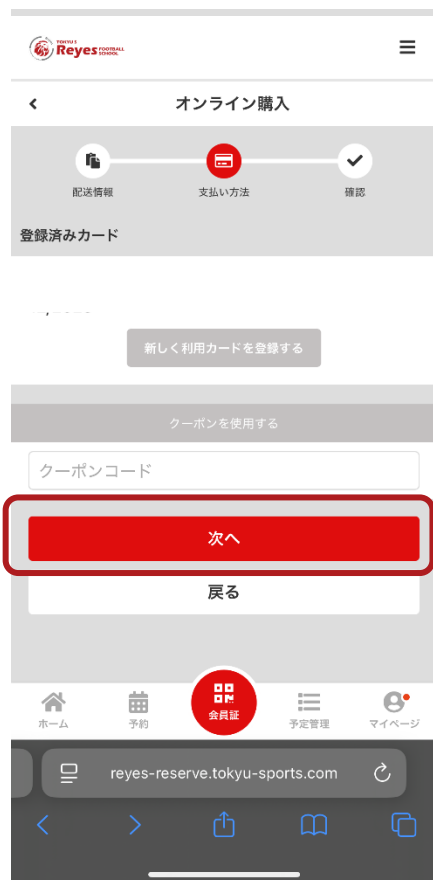 TOKYU S
Reyes FOOTBALL SCHOOL
オンライン購入
配送情報
支払い方法
確認
登録済みカード
新しく利用カードを登録する
クーポンを使用する
クーポンコード
次へ
戻る
ホーム
予約
会員証
予定管理
マイページ
reyes-reserve.tokyu-sports.com